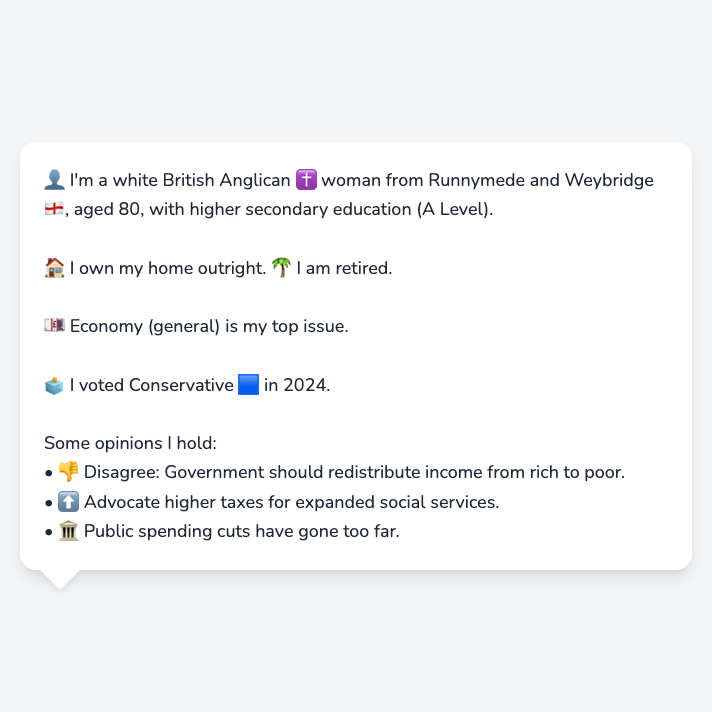 👤 I'm a white British Anglican ✝️ woman from Runnymede and Weybridge
🏴󠁧󠁢󠁥󠁮󠁧󠁿, aged 80, with higher secondary education (A Level).
🏠 I own my home outright. 🌴 I am retired.
💷 Economy (general) is my top issue.
🗳️ I voted Conservative 🟦 in 2024.
Some opinions I hold:
• 👎 Disagree: Government should redistribute income from rich to poor.
• ⬆️ Advocate higher taxes for expanded social services.
• 🏛️ Public spending cuts have gone too far.